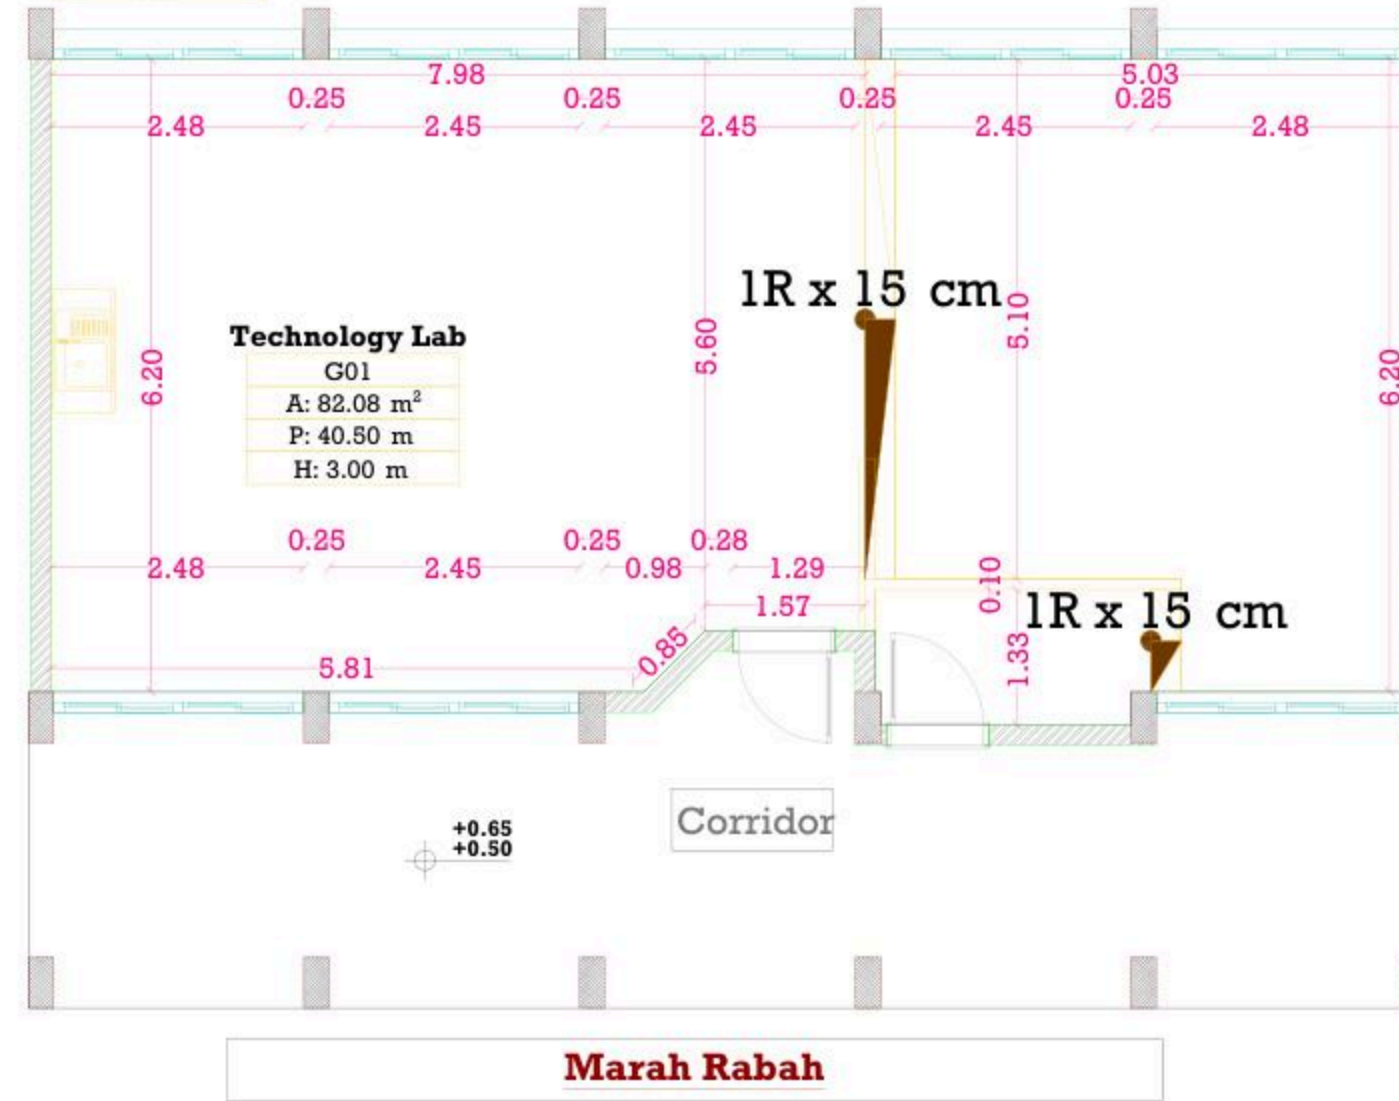 7.98 5.03
0.25 0.25 0.25 0.25
2.48 2.45 2.45 2.45 2.48
1R x 15 cm
5.10
5.60
6.20
6.20
Technology Lab
G01
A: 82.08 m²
P: 40.50 m
H: 3.00 m
0.25 0.25 0.28
2.48 2.45 0.98 1.29
0.10
1.57
1R x 15 cm
0.85
1.33
5.81
Corridor
+0.65
+0.50
Marah Rabah